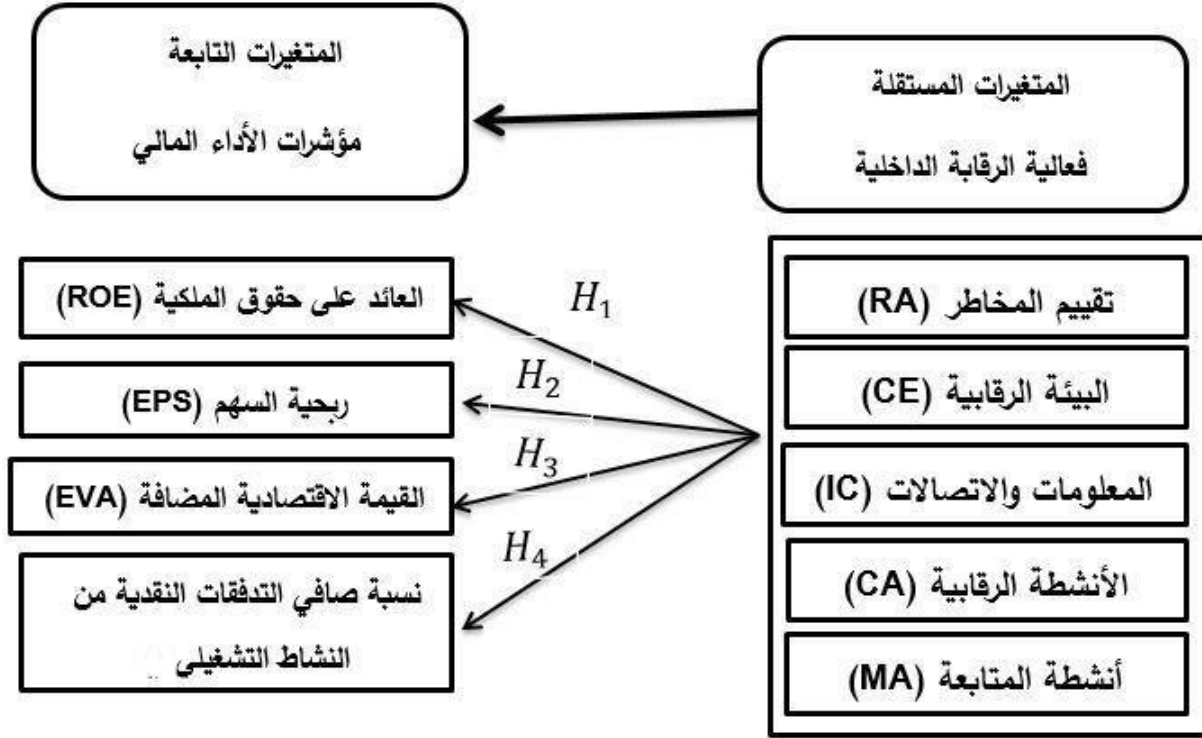 المتغيرات المستقلة
فعالية الرقابة الداخلية
المتغيرات التابعة
مؤشرات الأداء المالي
تقييم المخاطر (RA)
البيئة الرقابية (CE)
المعلومات والاتصالات (IC)
الأنشطة الرقابية (CA)
أنشطة المتابعة (MA)
H₁
H₂
H₃
H₄
العائد على حقوق الملكية (ROE)
ربحية السهم (EPS)
القيمة الاقتصادية المضافة (EVA)
نسبة صافي التدفقات النقدية من
النشاط التشغيلي